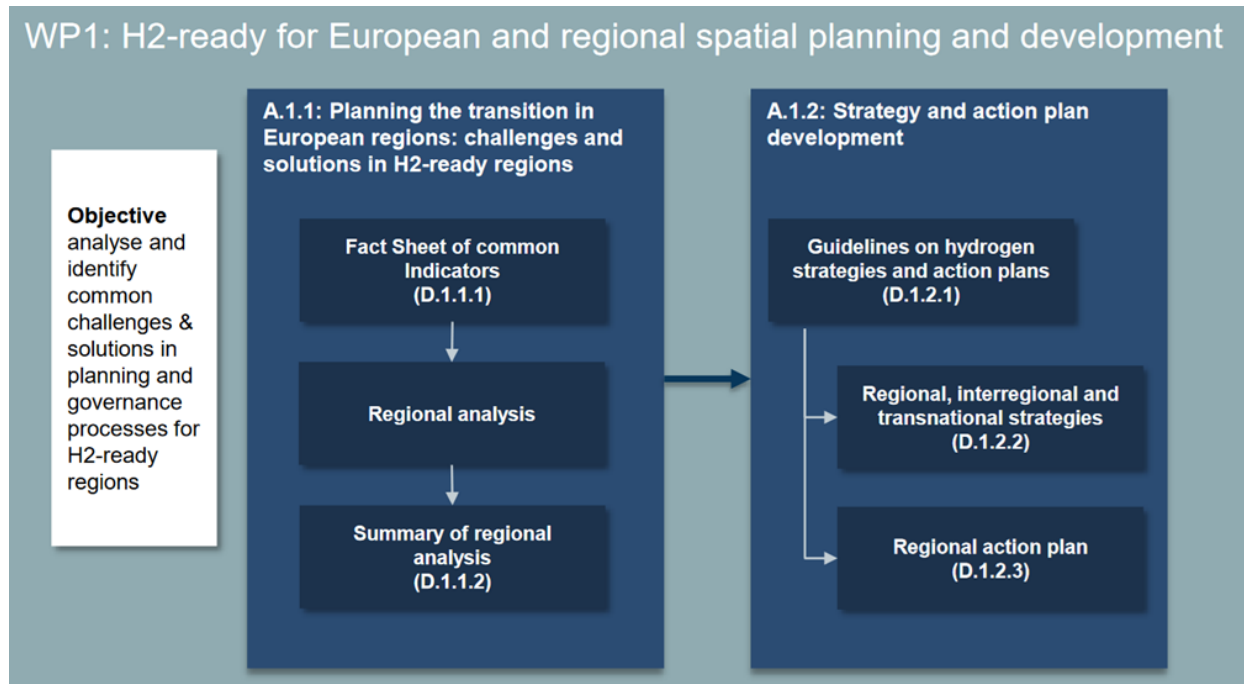 WP1: H2-ready for European and regional spatial planning and development
Objective
analyse and
identify
common
challenges &
solutions in
planning and
governance
processes for
H2-ready
regions
A.1.1: Planning the transition in
European regions: challenges and
solutions in H2-ready regions
Fact Sheet of common
Indicators
(D.1.1.1)
Regional analysis
Summary of regional
analysis
(D.1.1.2)
A.1.2: Strategy and action plan
development
Guidelines on hydrogen
strategies and action plans
(D.1.2.1)
Regional, interregional and
transnational strategies
(D.1.2.2)
Regional action plan
(D.1.2.3)